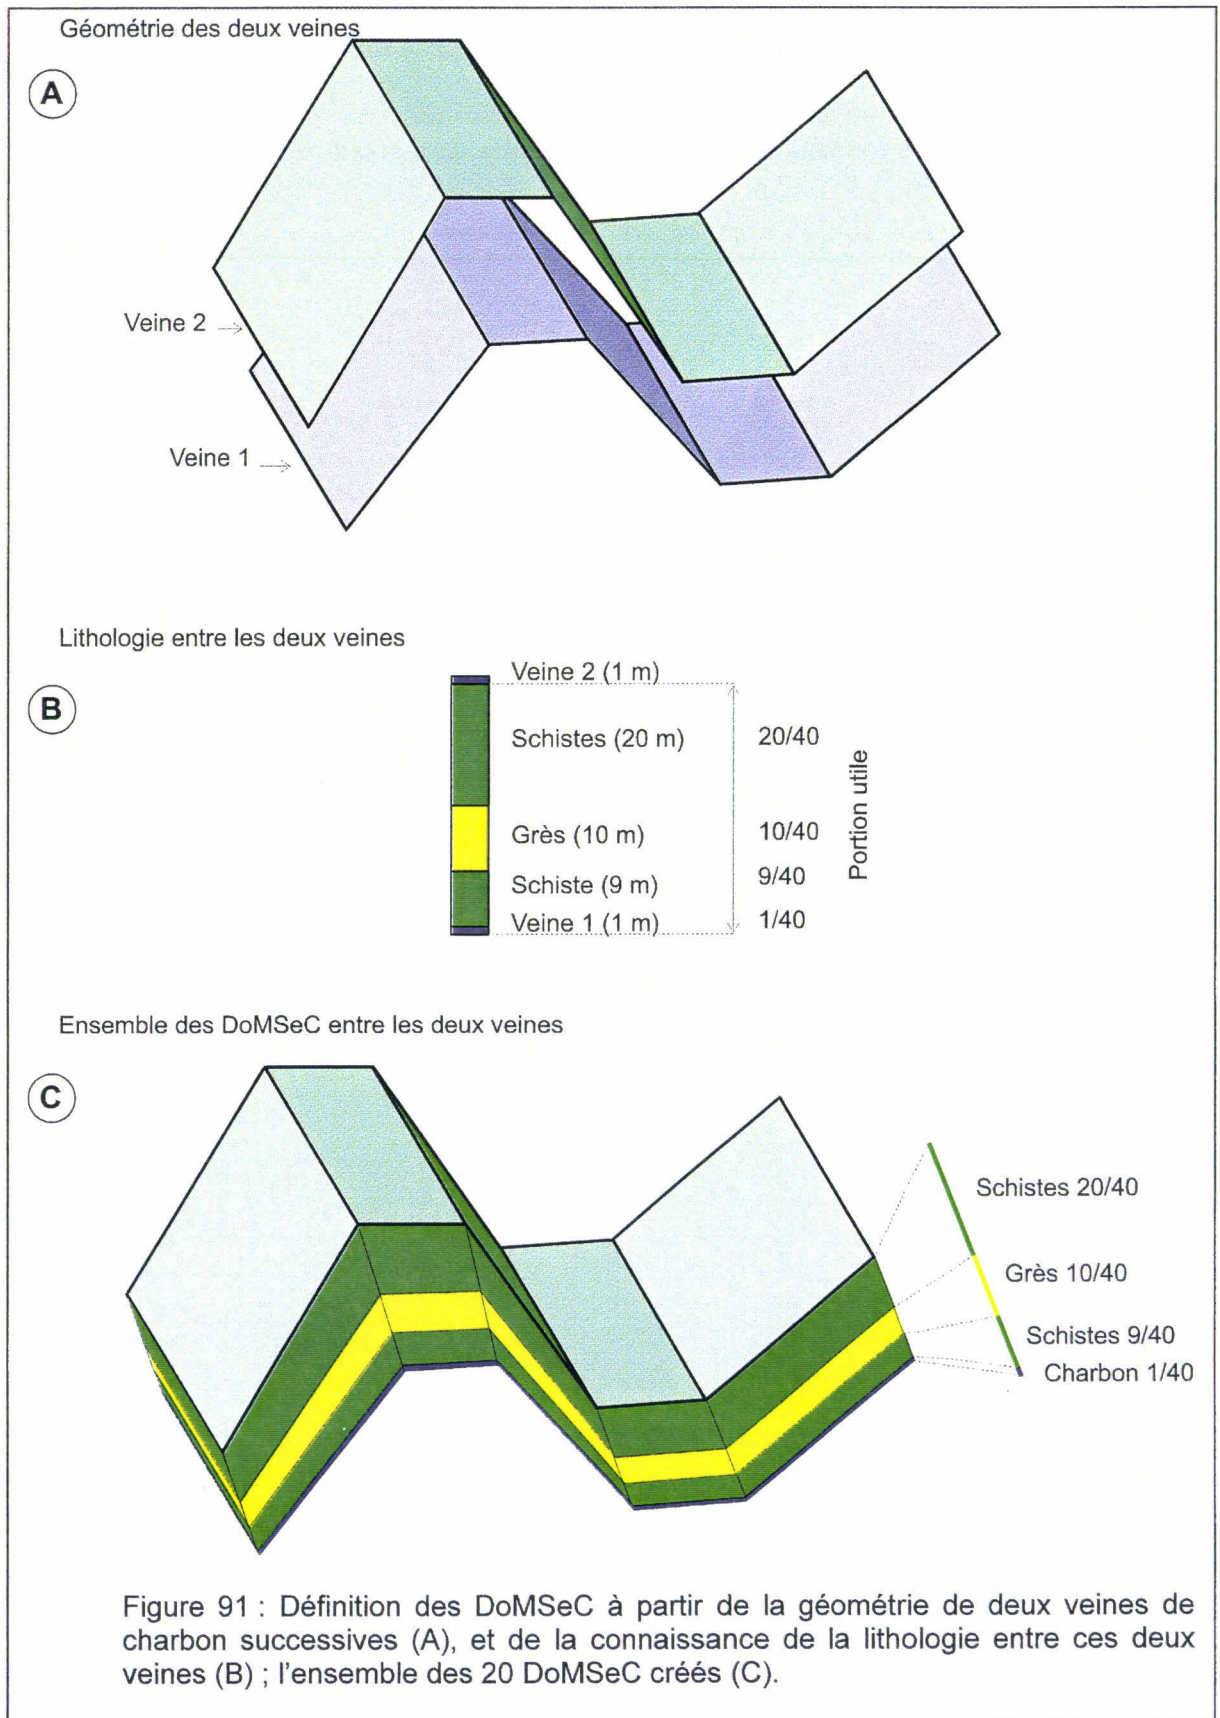 Géométrie des deux veines
A
Veine 2
Veine 1
Lithologie entre les deux veines
B
Veine 2 (1 m)
Schistes (20 m)
20/40
Grès (10 m)
10/40
Schiste (9 m)
9/40
Veine 1 (1 m)
1/40
Portion utile
Ensemble des DoMSeC entre les deux veines
C
Schistes 20/40
Grès 10/40
Schistes 9/40
Charbon 1/40
Figure 91 : Définition des DoMSeC à partir de la géométrie de deux veines de
charbon successives (A), et de la connaissance de la lithologie entre ces deux
veines (B) ; l'ensemble des 20 DoMSeC créés (C).